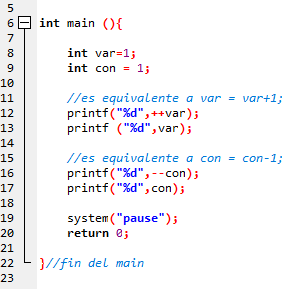 5
6 int main (){
7
8 int var=1;
9 int con = 1;
10
11 //es equivalente a var = var+1;
12 printf("%d",++var);
13 printf ("%d",var);
14
15 //es equivalente a con = con-1;
16 printf("%d",--con);
17 printf("%d",con);
18
19 system("pause");
20 return 0;
21
22 }//fin del main
23